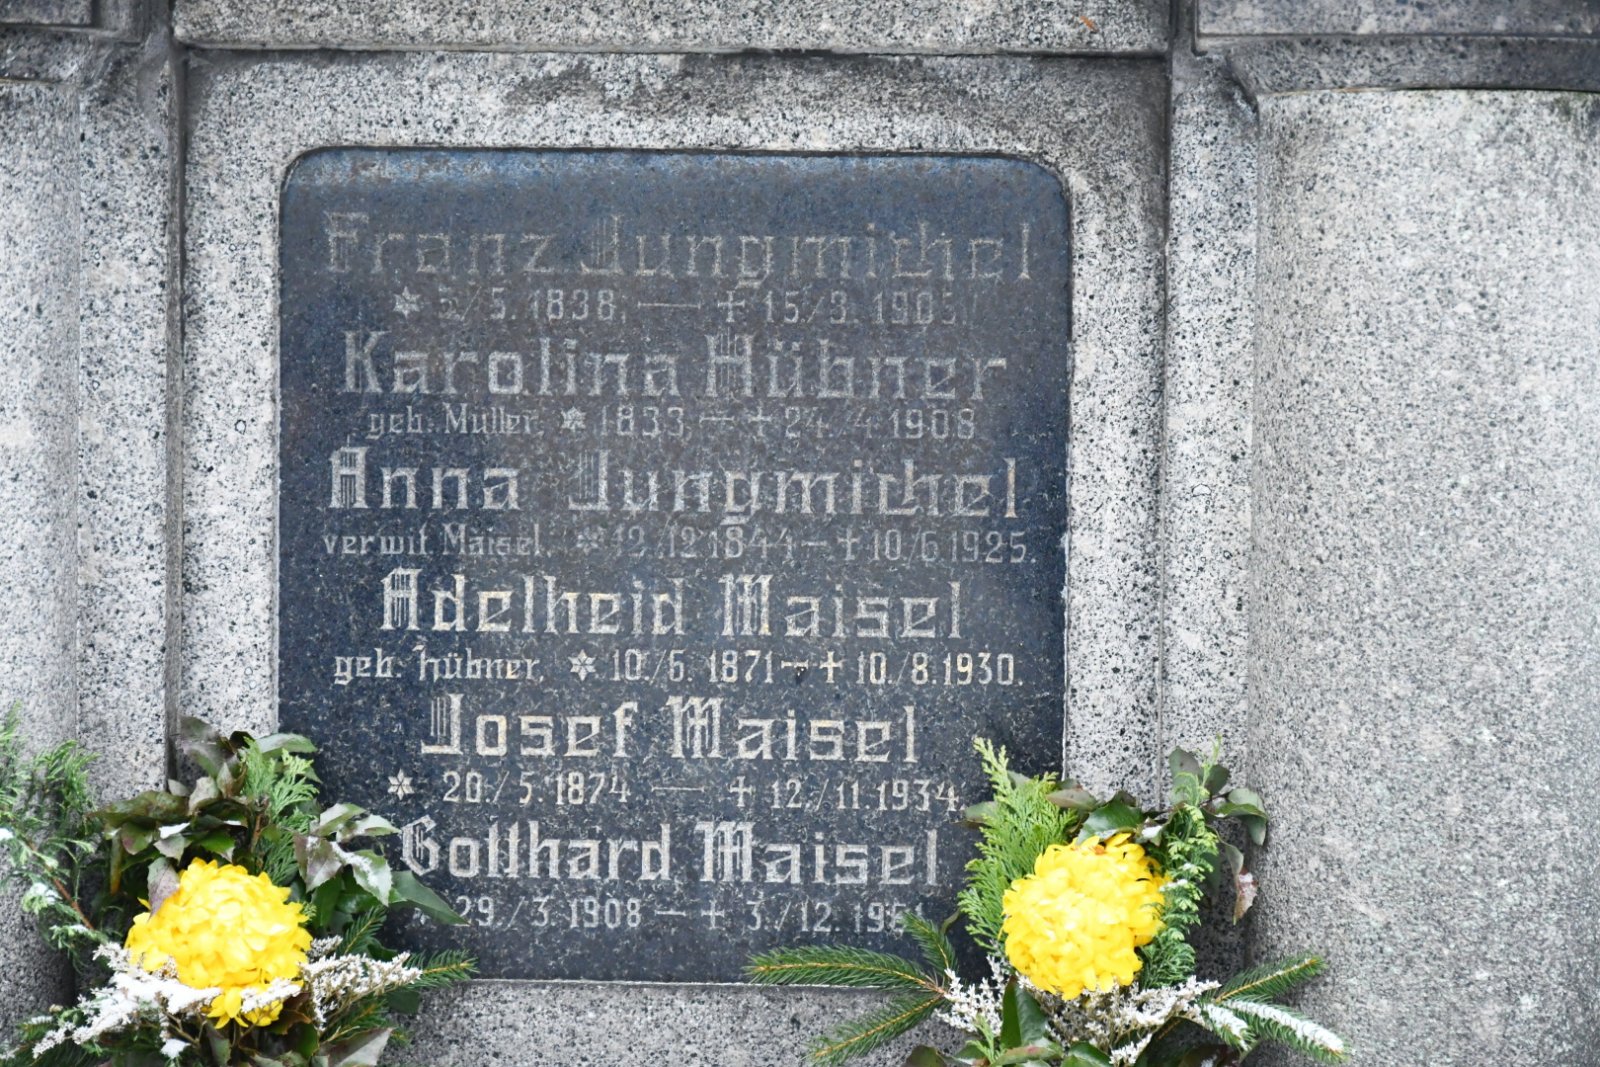 Franz Jungmichel
* 5./5. 1838. — + 15./3. 1905.
Karolina Hübner
geb. Müller. * 1833, — + 24. 4. 1908
Anna Jungmichel
verwit. Maisel. * 12./12 1844 — + 10./6. 1925.
Adelheid Maisel
geb. Hübner. * 10./6. 1871 — + 10./8. 1930.
Josef Maisel
* 20./5. 1874 — + 12./11. 1934.
Gotthard Maisel
* 29./3. 1908 — + 3./12.